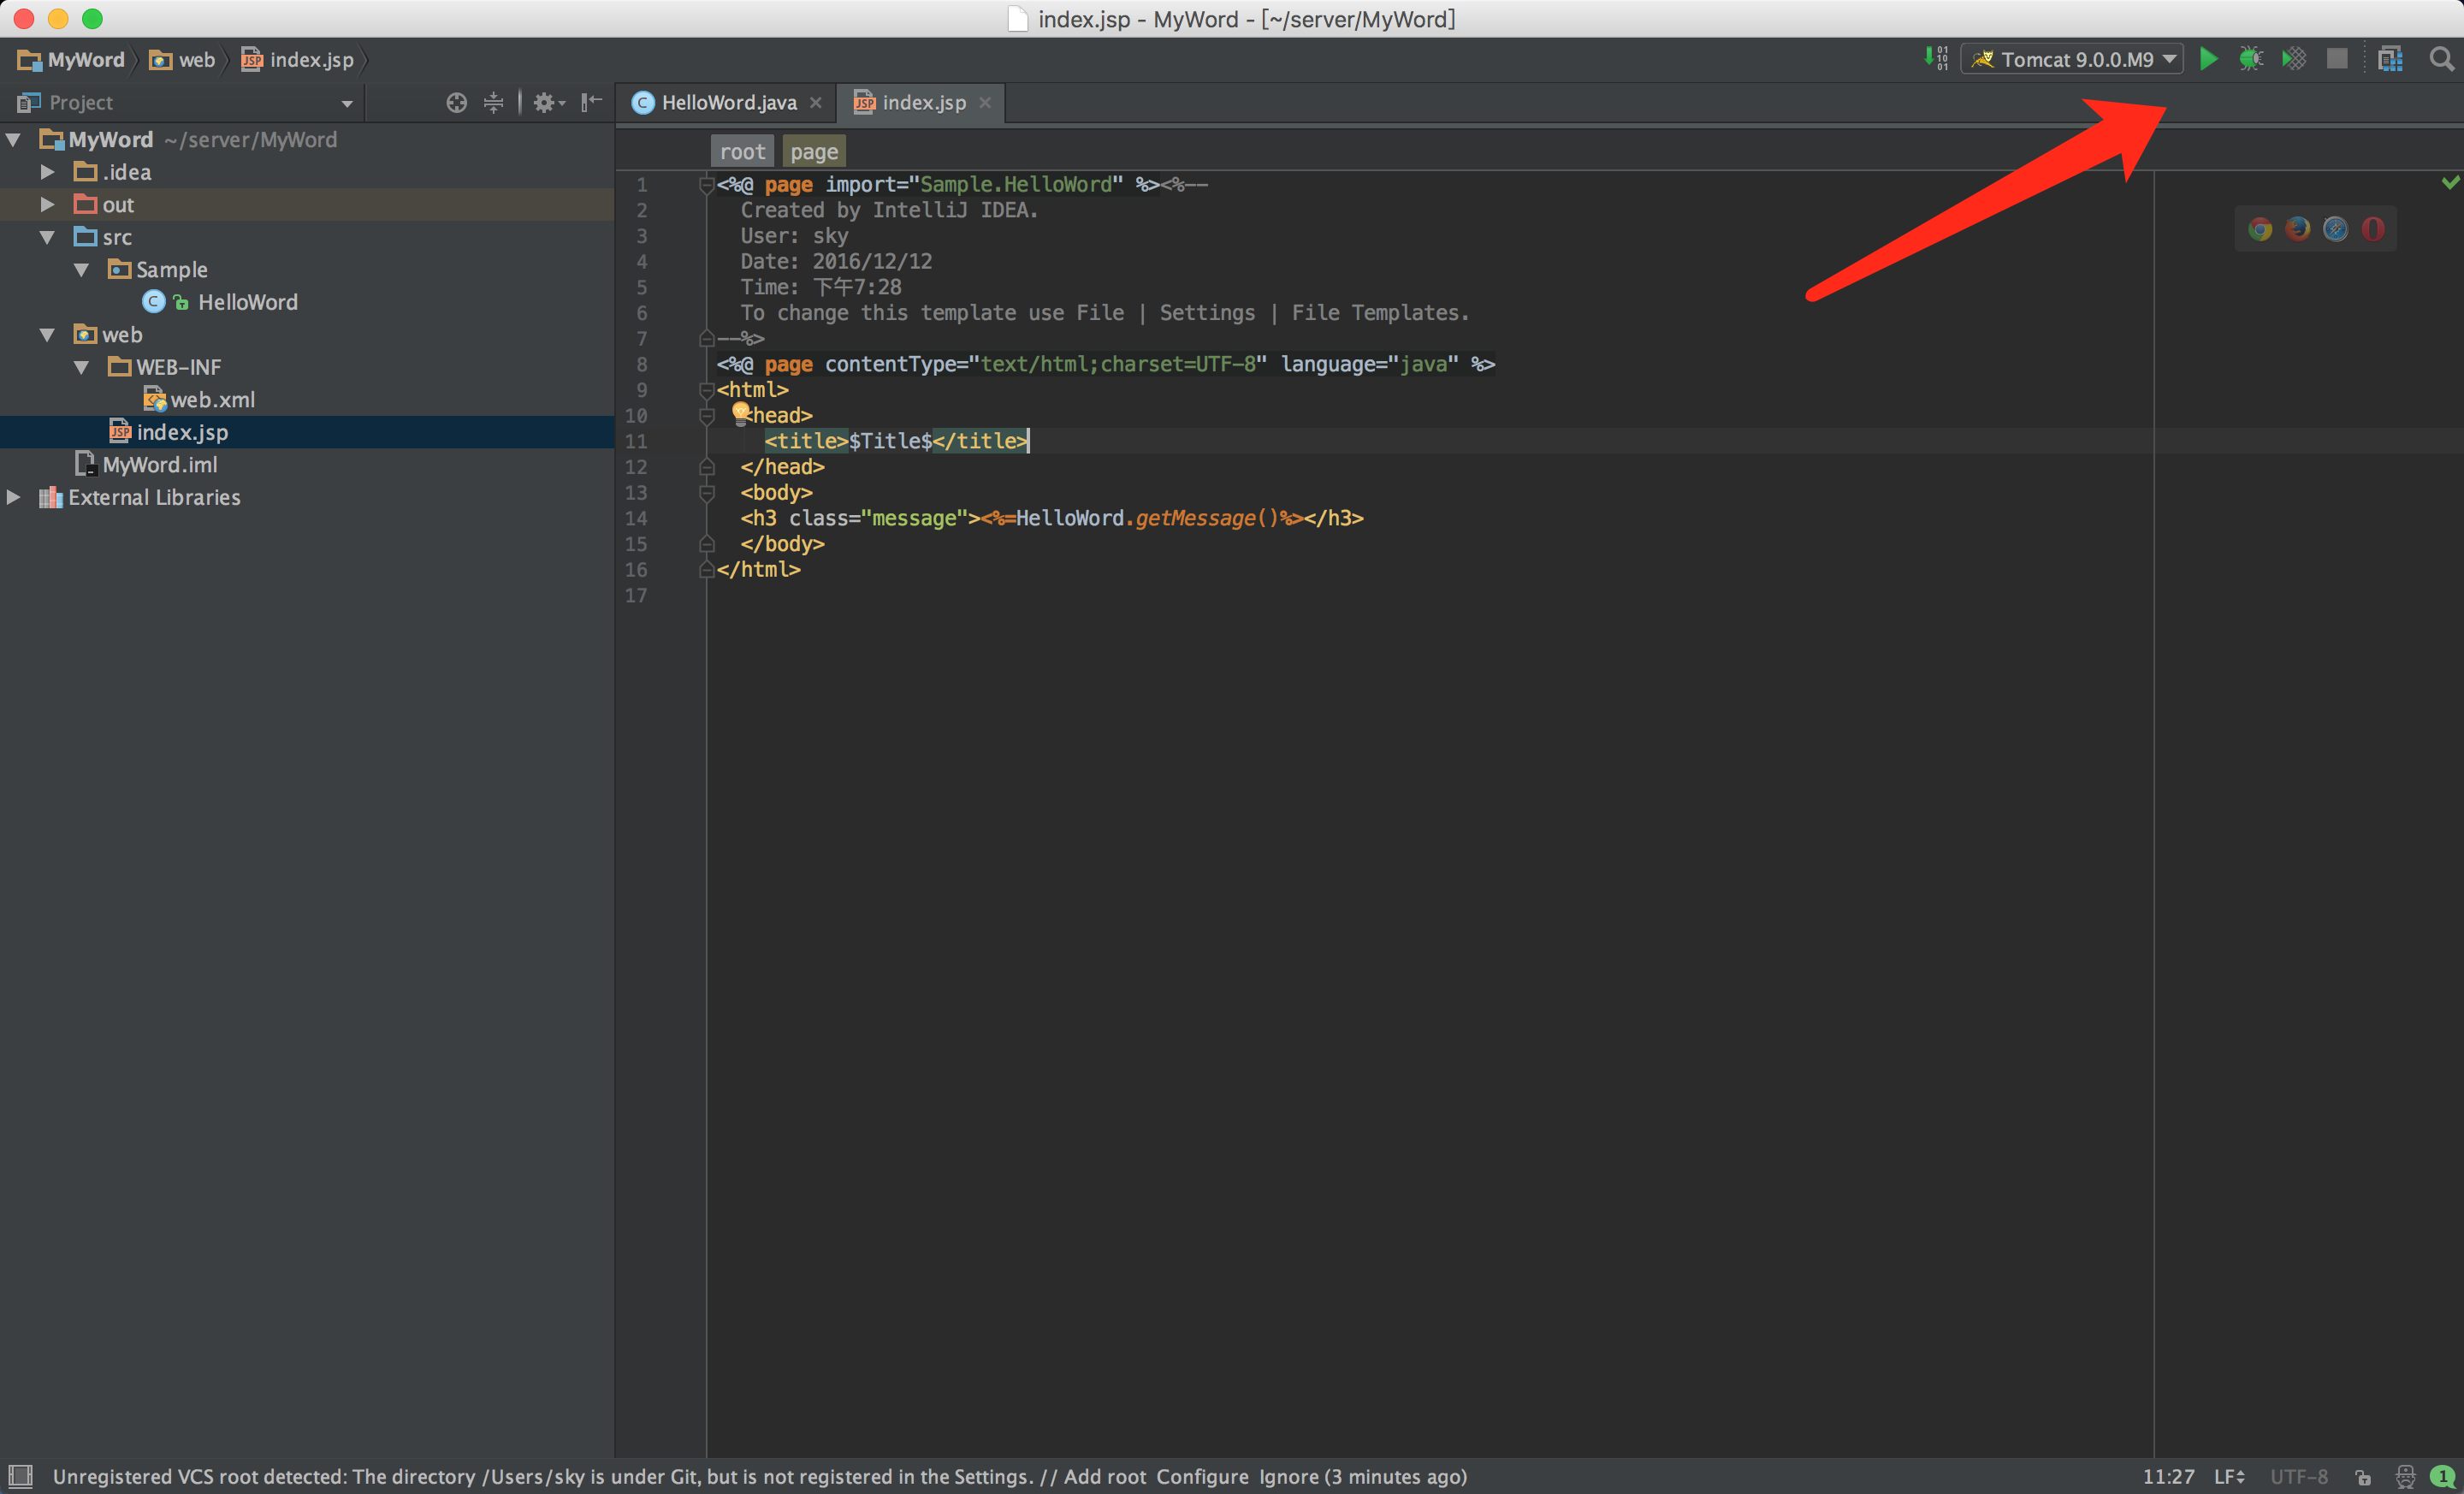 index.jsp - MyWord - [~/server/MyWord]
MyWord web index.jsp Tomcat 9.0.0.M9
Project HelloWord.java index.jsp
MyWord ~/server/MyWord
.idea
out
src
Sample
HelloWord
web
WEB-INF
web.xml
index.jsp
MyWord.iml
External Libraries
root page
1 <%@ page import="Sample.HelloWord" %><%--
2 Created by IntelliJ IDEA.
3 User: sky
4 Date: 2016/12/12
5 Time: 下午7:28
6 To change this template use File | Settings | File Templates.
7 --%>
8 <%@ page contentType="text/html;charset=UTF-8" language="java" %>
9 <html>
10 <head>
11 <title>$Title$</title>
12 </head>
13 <body>
14 <h3 class="message"><%=HelloWord.getMessage()%></h3>
15 </body>
16 </html>
17
Unregistered VCS root detected: The directory /Users/sky is under Git, but is not registered in the Settings. // Add root Configure Ignore (3 minutes ago) 11:27 LF UTF-8 1